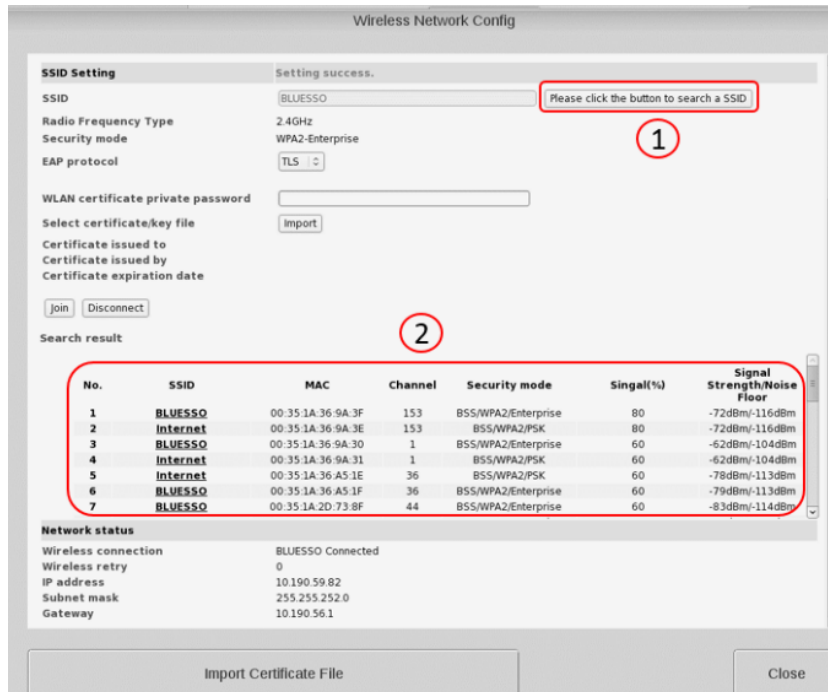 Wireless Network Config
SSID Setting Setting success.
SSID BLUESSO Please click the button to search a SSID
1
Radio Frequency Type 2.4GHz
Security mode WPA2-Enterprise
EAP protocol TLS
WLAN certificate private password
Select certificate/key file Import
Certificate issued to
Certificate issued by
Certificate expiration date
Join Disconnect
2
Search result
No. SSID MAC Channel Security mode Singal(%) Signal Strength/Noise Floor
1 BLUESSO 00:35:1A:36:9A:3F 153 BSS/WPA2/Enterprise 80 -72dBm/-116dBm
2 Internet 00:35:1A:36:9A:3E 153 BSS/WPA2/PSK 80 -72dBm/-116dBm
3 BLUESSO 00:35:1A:36:9A:30 1 BSS/WPA2/Enterprise 60 -62dBm/-104dBm
4 Internet 00:35:1A:36:9A:31 1 BSS/WPA2/PSK 60 -62dBm/-104dBm
5 Internet 00:35:1A:36:A5:1E 36 BSS/WPA2/PSK 60 -78dBm/-113dBm
6 BLUESSO 00:35:1A:36:A5:1F 36 BSS/WPA2/Enterprise 60 -79dBm/-113dBm
7 BLUESSO 00:35:1A:2D:73:8F 44 BSS/WPA2/Enterprise 60 -83dBm/-114dBm
Network status
Wireless connection BLUESSO Connected
Wireless retry 0
IP address 10.190.59.82
Subnet mask 255.255.252.0
Gateway 10.190.56.1
Import Certificate File Close